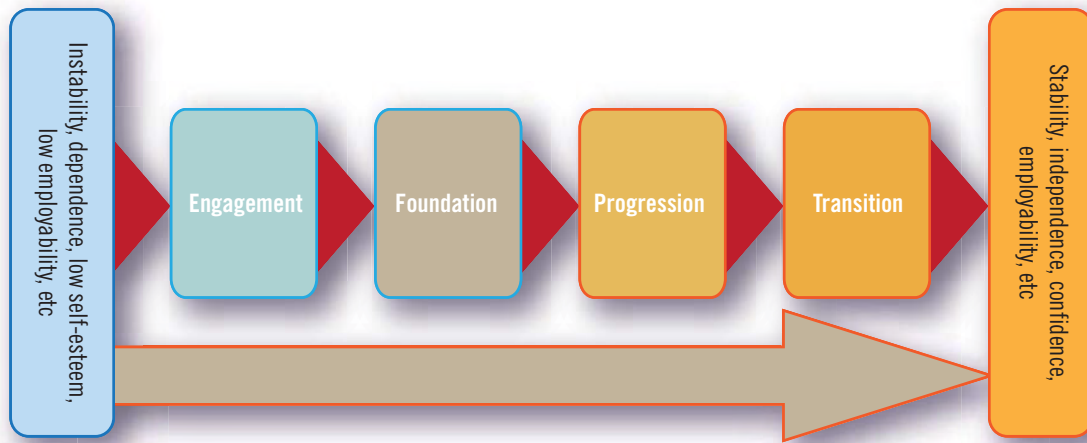 Instability, dependence, low self-esteem,
low employability, etc
Engagement
Foundation
Progression
Transition
Stability, independence, confidence,
employability, etc